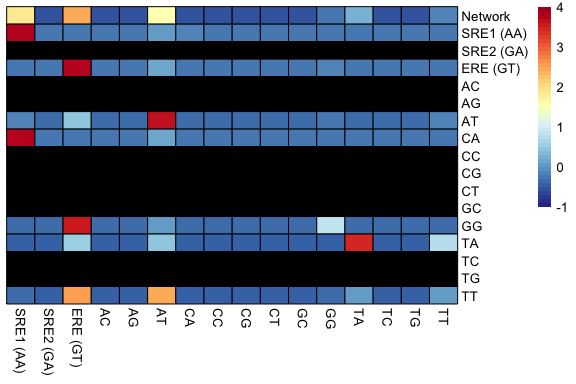 Network
SRE1 (AA)
SRE2 (GA)
ERE (GT)
AC
AG
AT
CA
CC
CG
CT
GC
GG
TA
TC
TG
TT
SRE1 (AA)
SRE2 (GA)
ERE (GT)
AC
AG
AT
CA
CC
CG
CT
GC
GG
TA
TC
TG
TT
4
3
2
1
0
-1